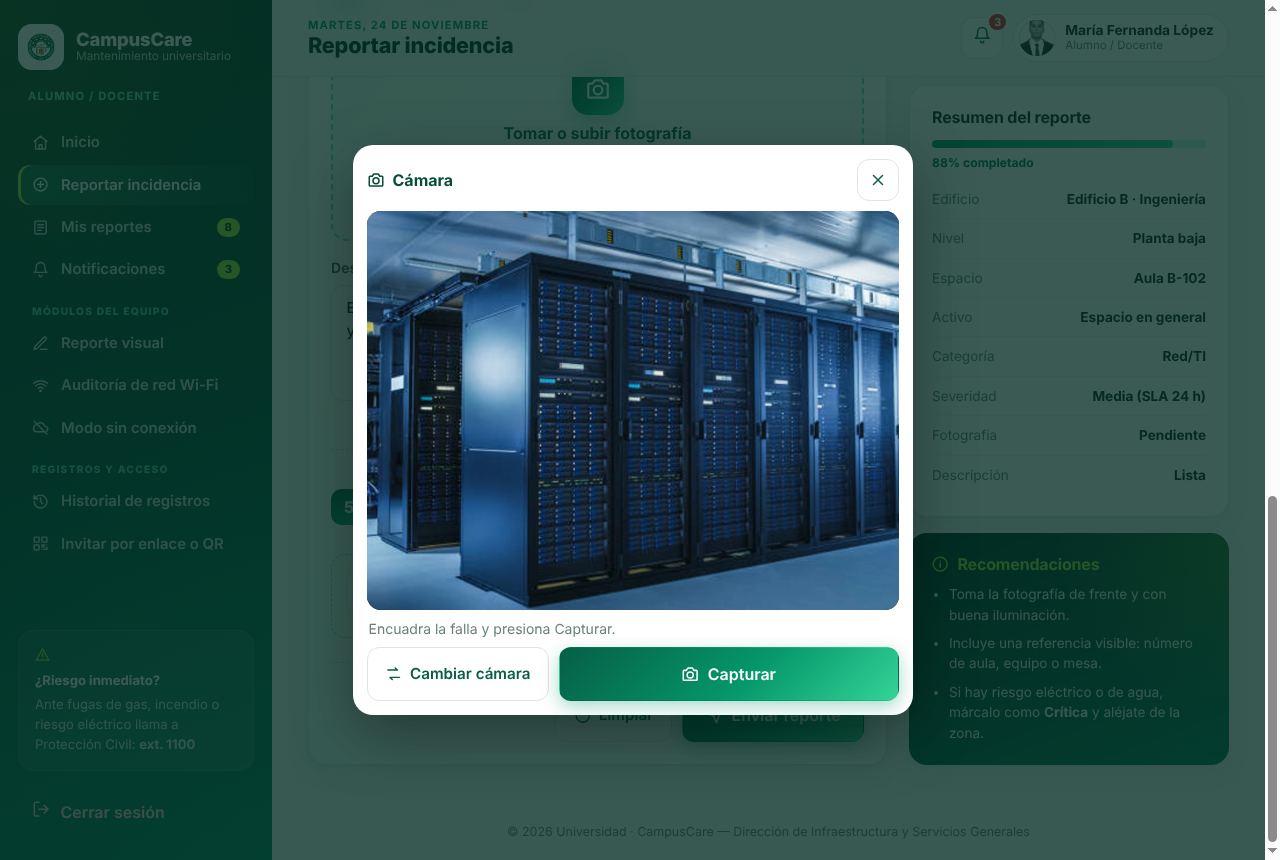 CampusCare
Mantenimiento universitario
ALUMNO / DOCENTE
Inicio
Reportar incidencia
Mis reportes
8
Notificaciones
3
MÓDULOS DEL EQUIPO
Reporte visual
Auditoría de red Wi-Fi
Modo sin conexión
REGISTROS Y ACCESO
Historial de registros
Invitar por enlace o QR
¿Riesgo inmediato?
Ante fugas de gas, incendio o
riesgo eléctrico llama a
Protección Civil: ext. 1100
Cerrar sesión
MARTES, 24 DE NOVIEMBRE
Reportar incidencia
3
María Fernanda López
Alumno / Docente
Tomar o subir fotografía
Cámara
Encuadra la falla y presiona Capturar.
Cambiar cámara
Capturar
Limpiar
Enviar reporte
Resumen del reporte
88% completado
Edificio
Edificio B · Ingeniería
Nivel
Planta baja
Espacio
Aula B-102
Activo
Espacio en general
Categoría
Red/TI
Severidad
Media (SLA 24 h)
Fotografía
Pendiente
Descripción
Lista
Recomendaciones
• Toma la fotografía de frente y con
buena iluminación.
• Incluye una referencia visible: número
de aula, equipo o mesa.
• Si hay riesgo eléctrico o de agua,
márcalo como Crítica y aléjate de la
zona.
© 2026 Universidad · CampusCare — Dirección de Infraestructura y Servicios Generales